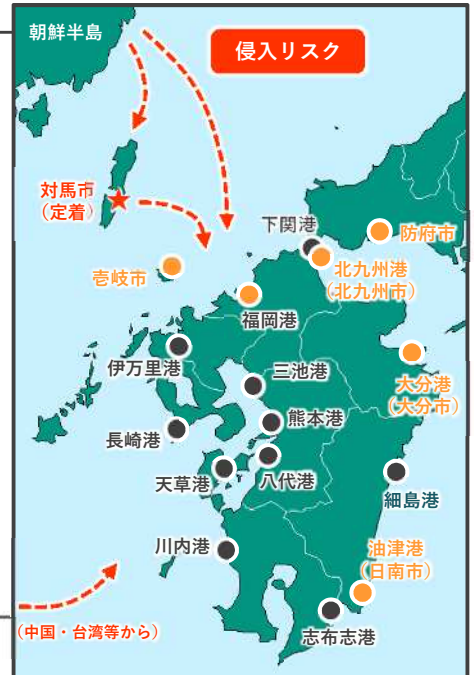 朝鮮半島
侵入リスク
対馬市
（定着）
下関港
防府市
壱岐市
北九州港
（北九州市）
福岡港
伊万里港
三池港
大分港
（大分市）
熊本港
長崎港
八代港
天草港
細島港
川内港
油津港
（日南市）
（中国・台湾等から）
志布志港